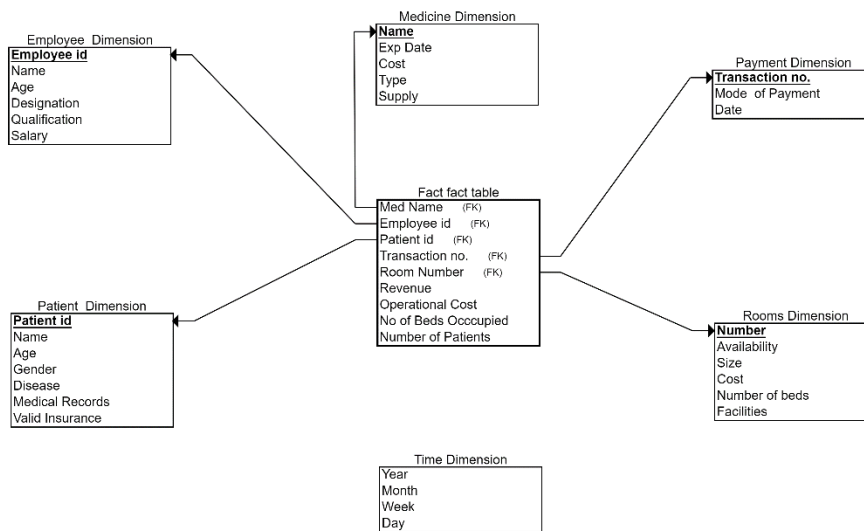 Medicine Dimension
Name
Exp Date
Cost
Type
Supply
Employee  Dimension
Employee id
Name
Age
Designation
Qualification
Salary
Payment Dimension
Transaction no.
Mode  of Payment
Date
Fact fact table
Med Name (FK)
Employee id (FK)
Patient id (FK)
Transaction no. (FK)
Room Number (FK)
Revenue
Operational Cost
No of Beds Occcupied
Number of Patients
Patient  Dimension
Patient id
Name
Age
Gender
Disease
Medical Records
Valid Insurance
Rooms Dimension
Number
Availability
Size
Cost
Number of beds
Facilities
Time Dimension
Year
Month
Week
Day